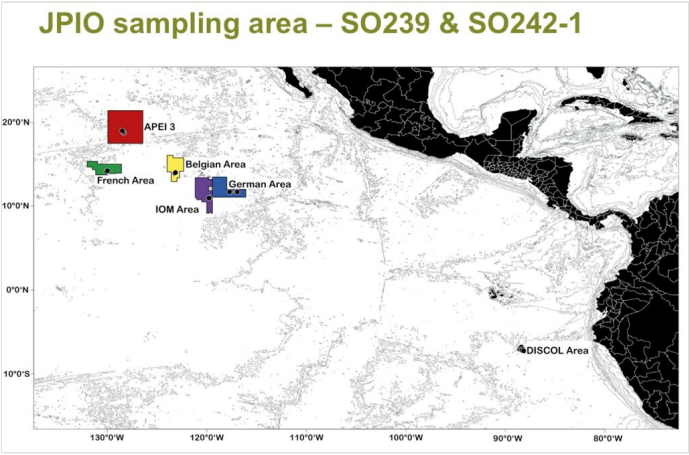 JPIO sampling area – SO239 & SO242-1
20°0'N
APEI 3
Belgian Area
French Area
German Area
IOM Area
10°0'N
0°0'N
DISCOL Area
10°0'S
130°0'W
120°0'W
110°0'W
100°0'W
90°0'W
80°0'W